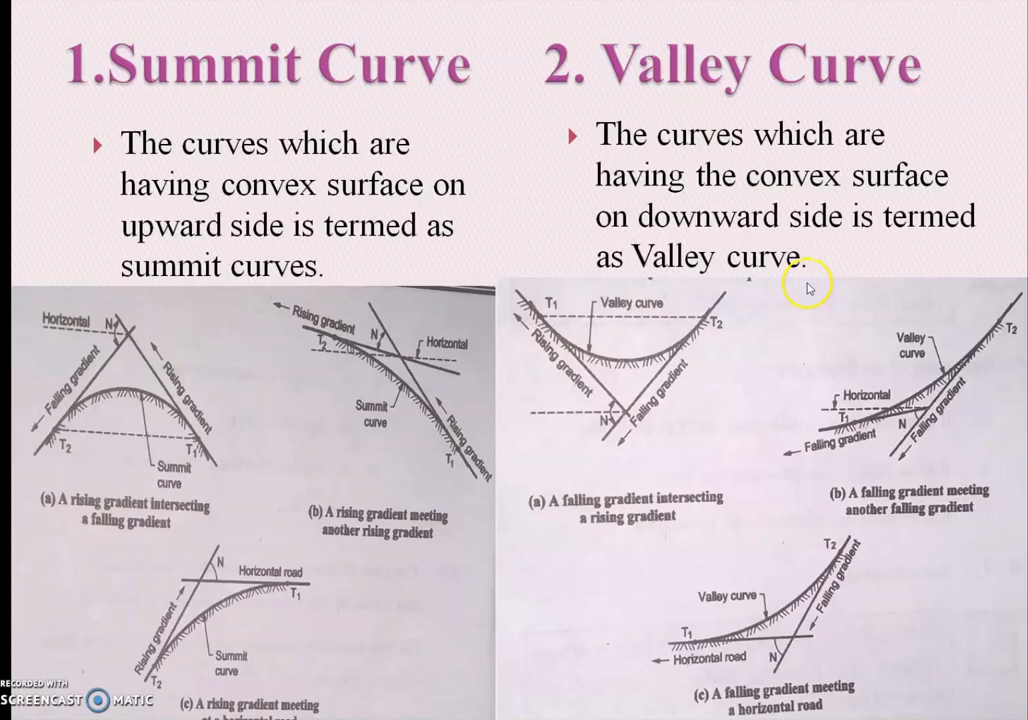 1.Summit Curve
The curves which are
having convex surface on
upward side is termed as
summit curves.
2. Valley Curve
The curves which are
having the convex surface
on downward side is termed
as Valley curve.
Horizontal
N
Falling gradient
Rising gradient
T2
T1
Summit
curve
(a) A rising gradient intersecting
a falling gradient
Rising gradient
N
T2
Horizontal
Summit
curve
Rising gradient
T1
(b) A rising gradient meeting
another rising gradient
N
Horizontal road
T1
Rising gradient
Summit
curve
T2
(c) A rising gradient meeting
T1
Valley curve
T2
Rising gradient
Falling gradient
N
(a) A falling gradient intersecting
a rising gradient
T2
Valley
curve
Horizontal
T1
N
Falling gradient
Falling gradient
(b) A falling gradient meeting
another falling gradient
T2
Valley curve
Falling gradient
T1
Horizontal road
N
(c) A falling gradient meeting
a horizontal road
RECORDED WITH
SCREENCAST MATIC